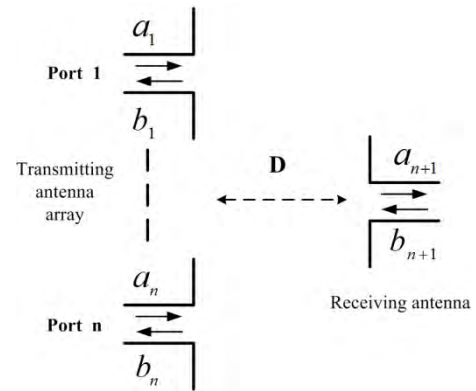 a₁
Port 1
b₁
Transmitting
antenna
array
D
aₙ₊₁
bₙ₊₁
Receiving antenna
aₙ
Port n
bₙ